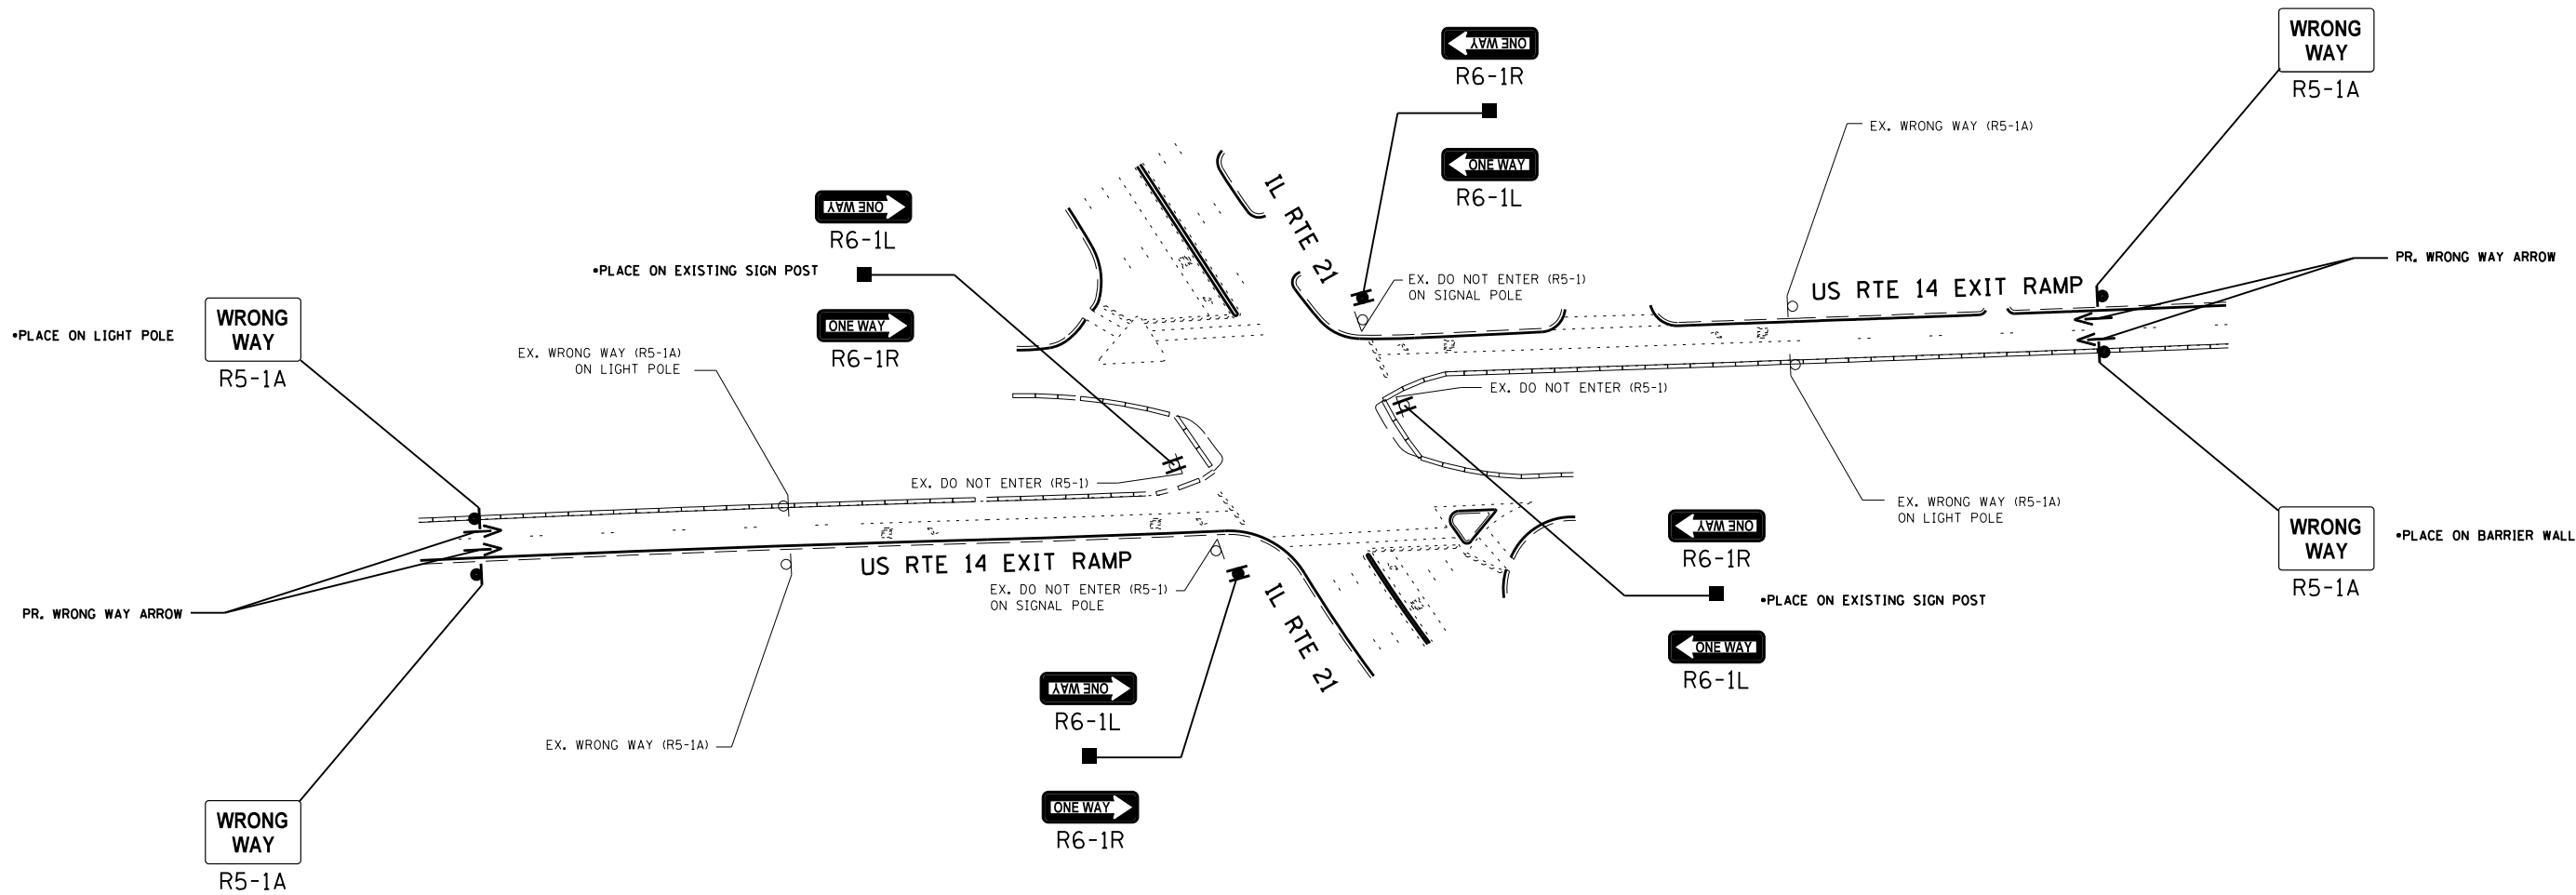 ONE WAY
R6-1R
ONE WAY
R6-1L
WRONG
WAY
R5-1A
EX. WRONG WAY (R5-1A)
IL RTE 21
ONE WAY
R6-1L
•PLACE ON EXISTING SIGN POST
ONE WAY
R6-1R
EX. DO NOT ENTER (R5-1)
ON SIGNAL POLE
US RTE 14 EXIT RAMP
PR. WRONG WAY ARROW
•PLACE ON LIGHT POLE
WRONG
WAY
R5-1A
EX. WRONG WAY (R5-1A)
ON LIGHT POLE
EX. DO NOT ENTER (R5-1)
EX. DO NOT ENTER (R5-1)
EX. WRONG WAY (R5-1A)
ON LIGHT POLE
WRONG
WAY
R5-1A
•PLACE ON BARRIER WALL
ONE WAY
R6-1R
•PLACE ON EXISTING SIGN POST
ONE WAY
R6-1L
US RTE 14 EXIT RAMP
EX. DO NOT ENTER (R5-1)
ON SIGNAL POLE
IL RTE 21
PR. WRONG WAY ARROW
ONE WAY
R6-1L
ONE WAY
R6-1R
EX. WRONG WAY (R5-1A)
WRONG
WAY
R5-1A